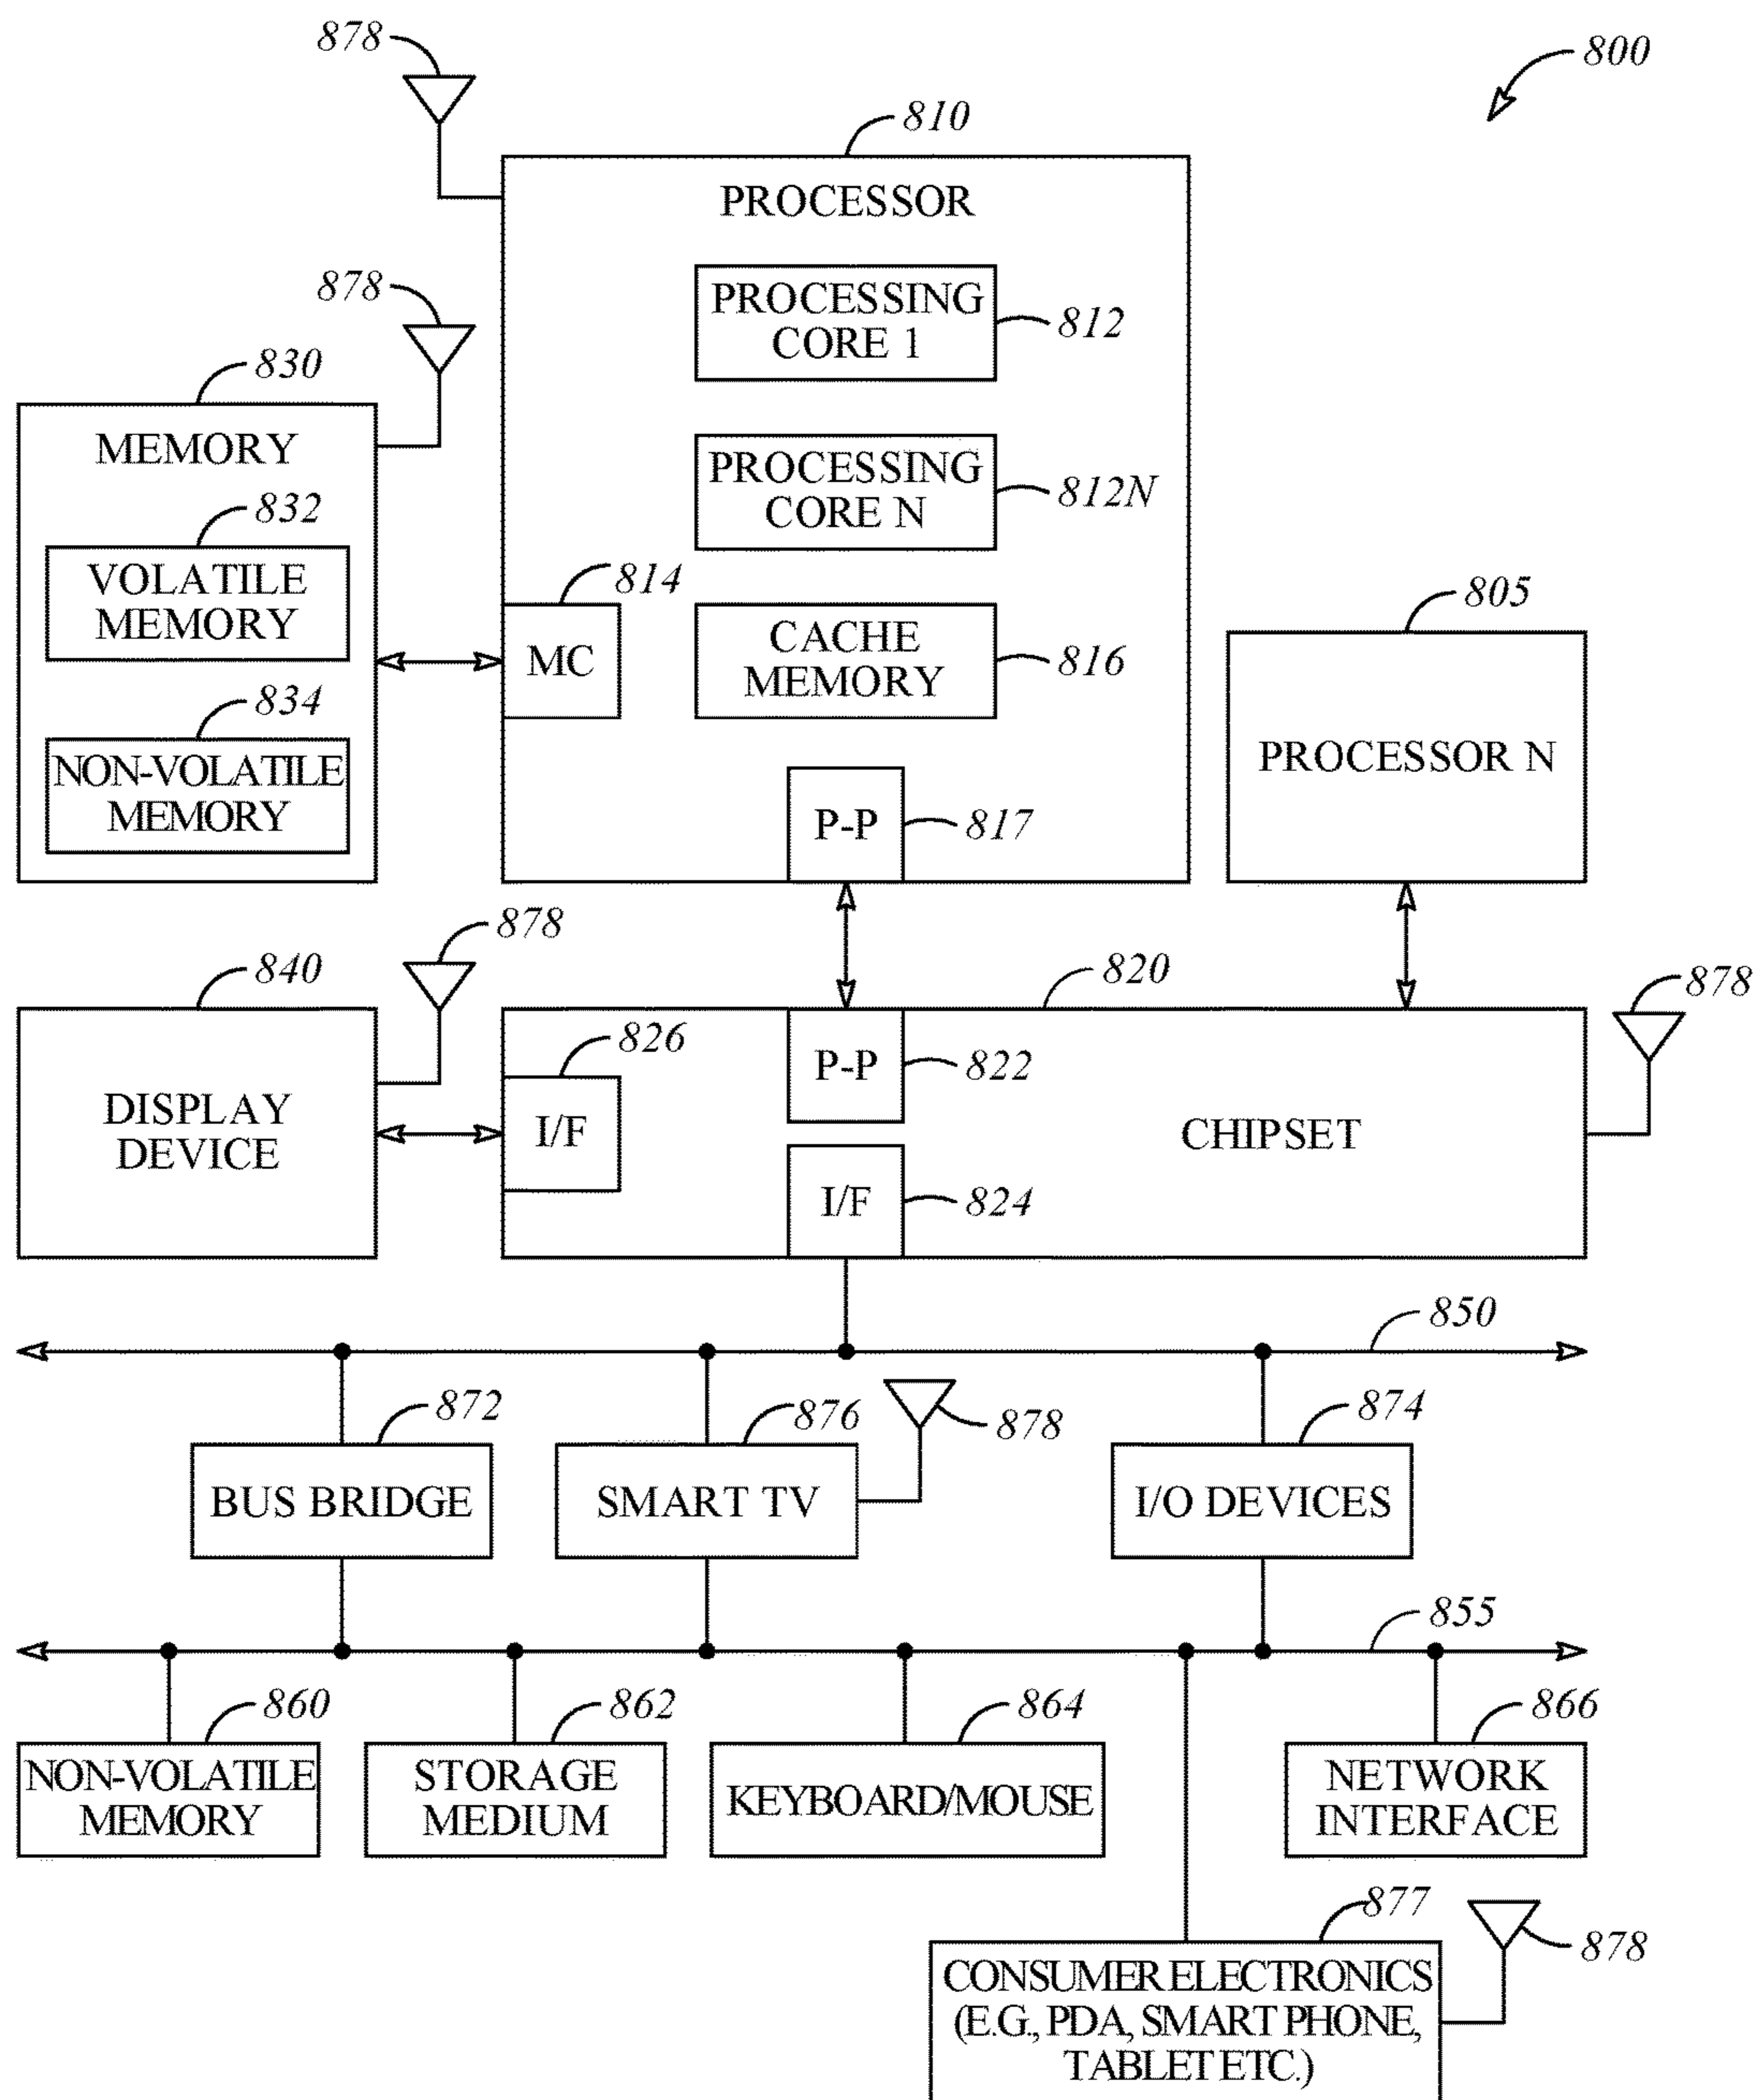 878
800
810
PROCESSOR
878
PROCESSING
CORE 1
812
830
MEMORY
PROCESSING
CORE N
812N
832
VOLATILE
MEMORY
814
MC
CACHE
MEMORY
816
805
PROCESSOR N
834
NON-VOLATILE
MEMORY
P-P
817
878
840
820
878
DISPLAY
DEVICE
826
I/F
P-P
822
CHIPSET
I/F
824
850
872
876
878
874
BUS BRIDGE
SMART TV
I/O DEVICES
855
860
862
864
866
NON-VOLATILE
MEMORY
STORAGE
MEDIUM
KEYBOARD/MOUSE
NETWORK
INTERFACE
877
878
CONSUMER ELECTRONICS
(E.G., PDA, SMART PHONE,
TABLET ETC.)